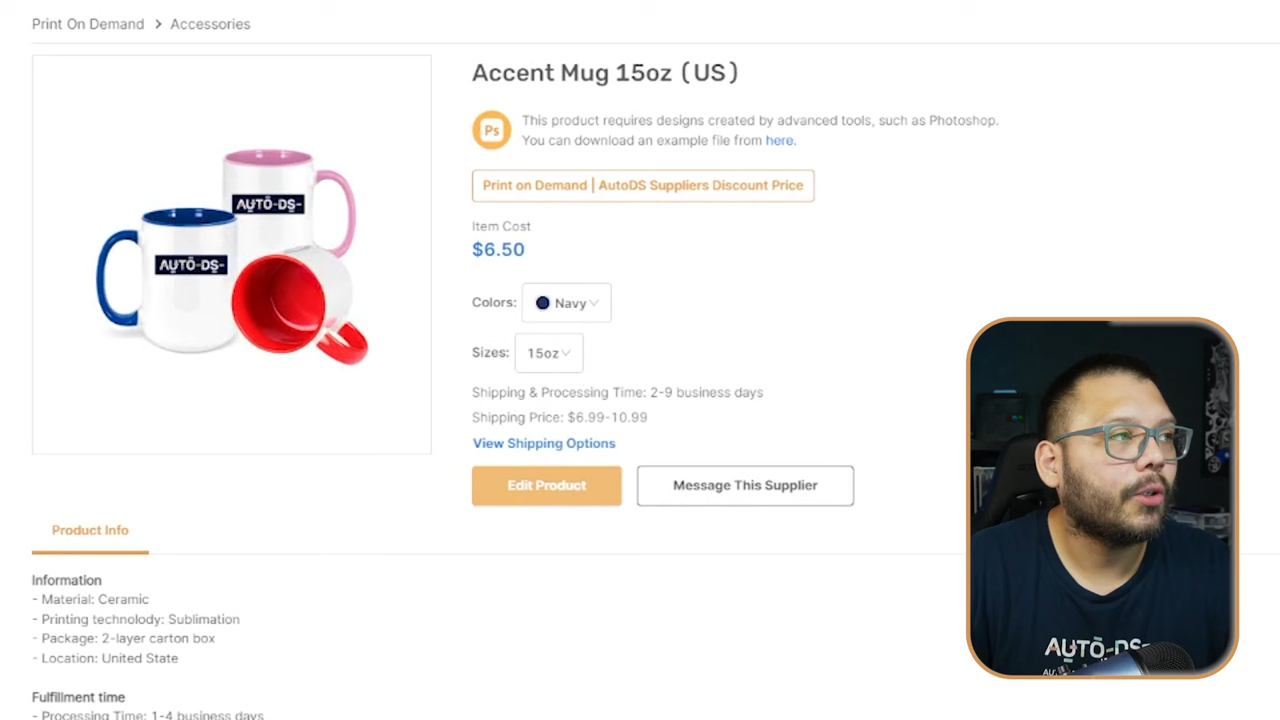 Print On Demand > Accessories
Accent Mug 15oz (US)
Ps
This product requires designs created by advanced tools, such as Photoshop.
You can download an example file from here.
Print on Demand | AutoDS Suppliers Discount Price
Item Cost
$6.50
Colors: Navy
Sizes: 15oz
Shipping & Processing Time: 2-9 business days
Shipping Price: $6.99-10.99
View Shipping Options
Edit Product
Message This Supplier
AUTO-DS-
AUTO-DS-
Product Info
Information
- Material: Ceramic
- Printing technolody: Sublimation
- Package: 2-layer carton box
- Location: United State
Fulfillment time
- Processing Time: 1-4 business days
AUTO-DS-